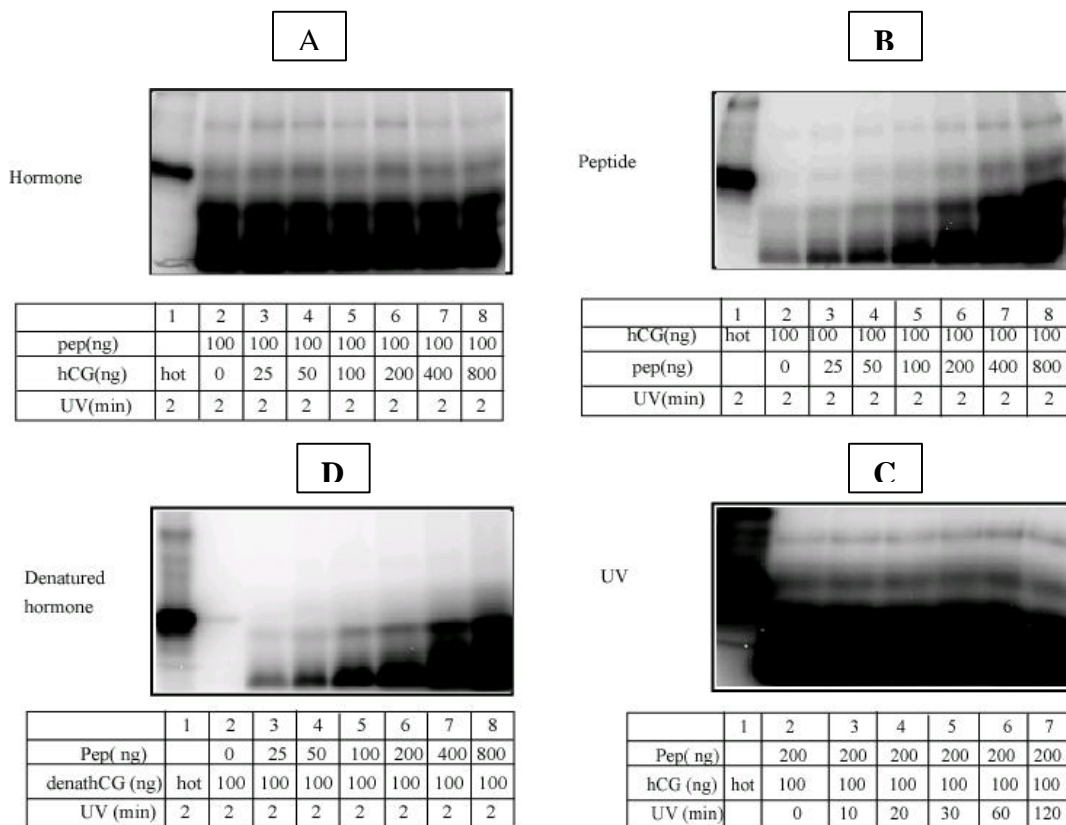 A
B
Hormone
Peptide
1 2 3 4 5 6 7 8
pep(ng) 100 100 100 100 100 100 100
hCG(ng) hot 0 25 50 100 200 400 800
UV(min) 2 2 2 2 2 2 2 2
1 2 3 4 5 6 7 8
hCG(ng) hot 100 100 100 100 100 100 100
pep(ng) 0 25 50 100 200 400 800
UV(min) 2 2 2 2 2 2 2 2
D
C
Denatured
hormone
UV
1 2 3 4 5 6 7 8
Pep( ng) 0 25 50 100 200 400 800
denathCG (ng) hot 100 100 100 100 100 100 100
UV (min) 2 2 2 2 2 2 2 2
1 2 3 4 5 6 7
Pep( ng) 200 200 200 200 200 200
hCG (ng) hot 100 100 100 100 100 100
UV (min) 0 10 20 30 60 120